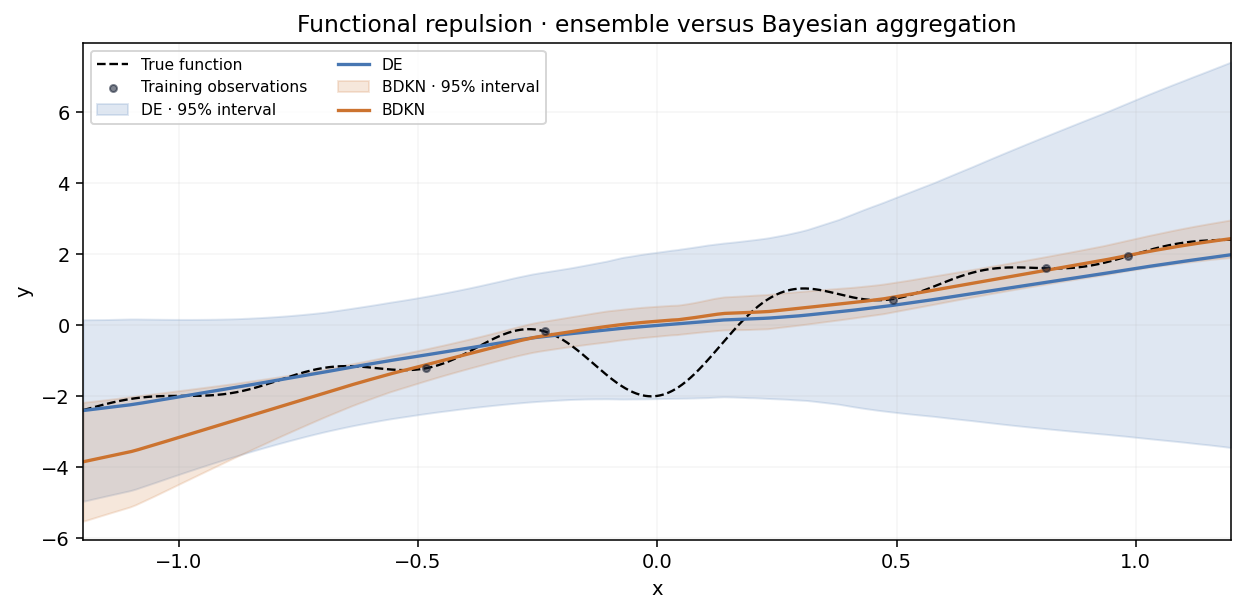 Functional repulsion · ensemble versus Bayesian aggregation
True function
Training observations
DE · 95% interval
DE
BDKN · 95% interval
BDKN
6
4
2
0
−2
−4
−6
y
−1.0
−0.5
0.0
0.5
1.0
x